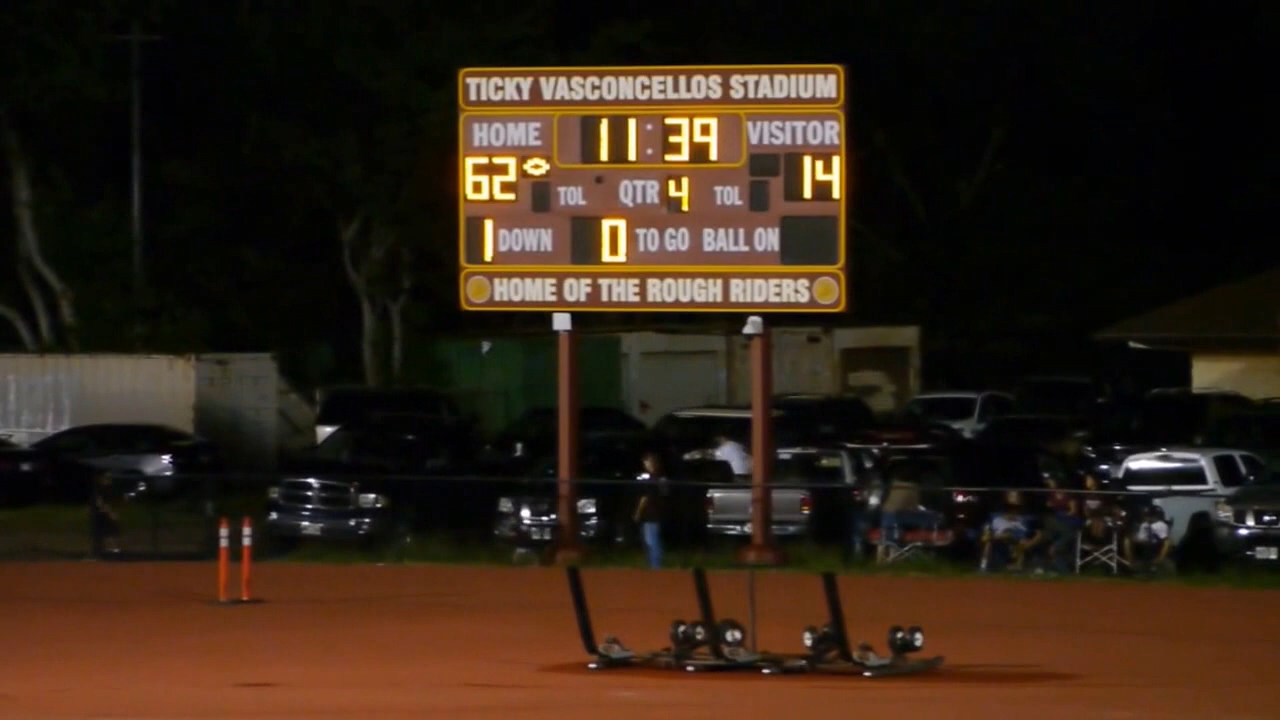 TICKY VASCONCELLOS STADIUM
HOME 11:39 VISITOR
62 TOL QTR 4 TOL 14
1 DOWN 0 TO GO BALL ON
HOME OF THE ROUGH RIDERS